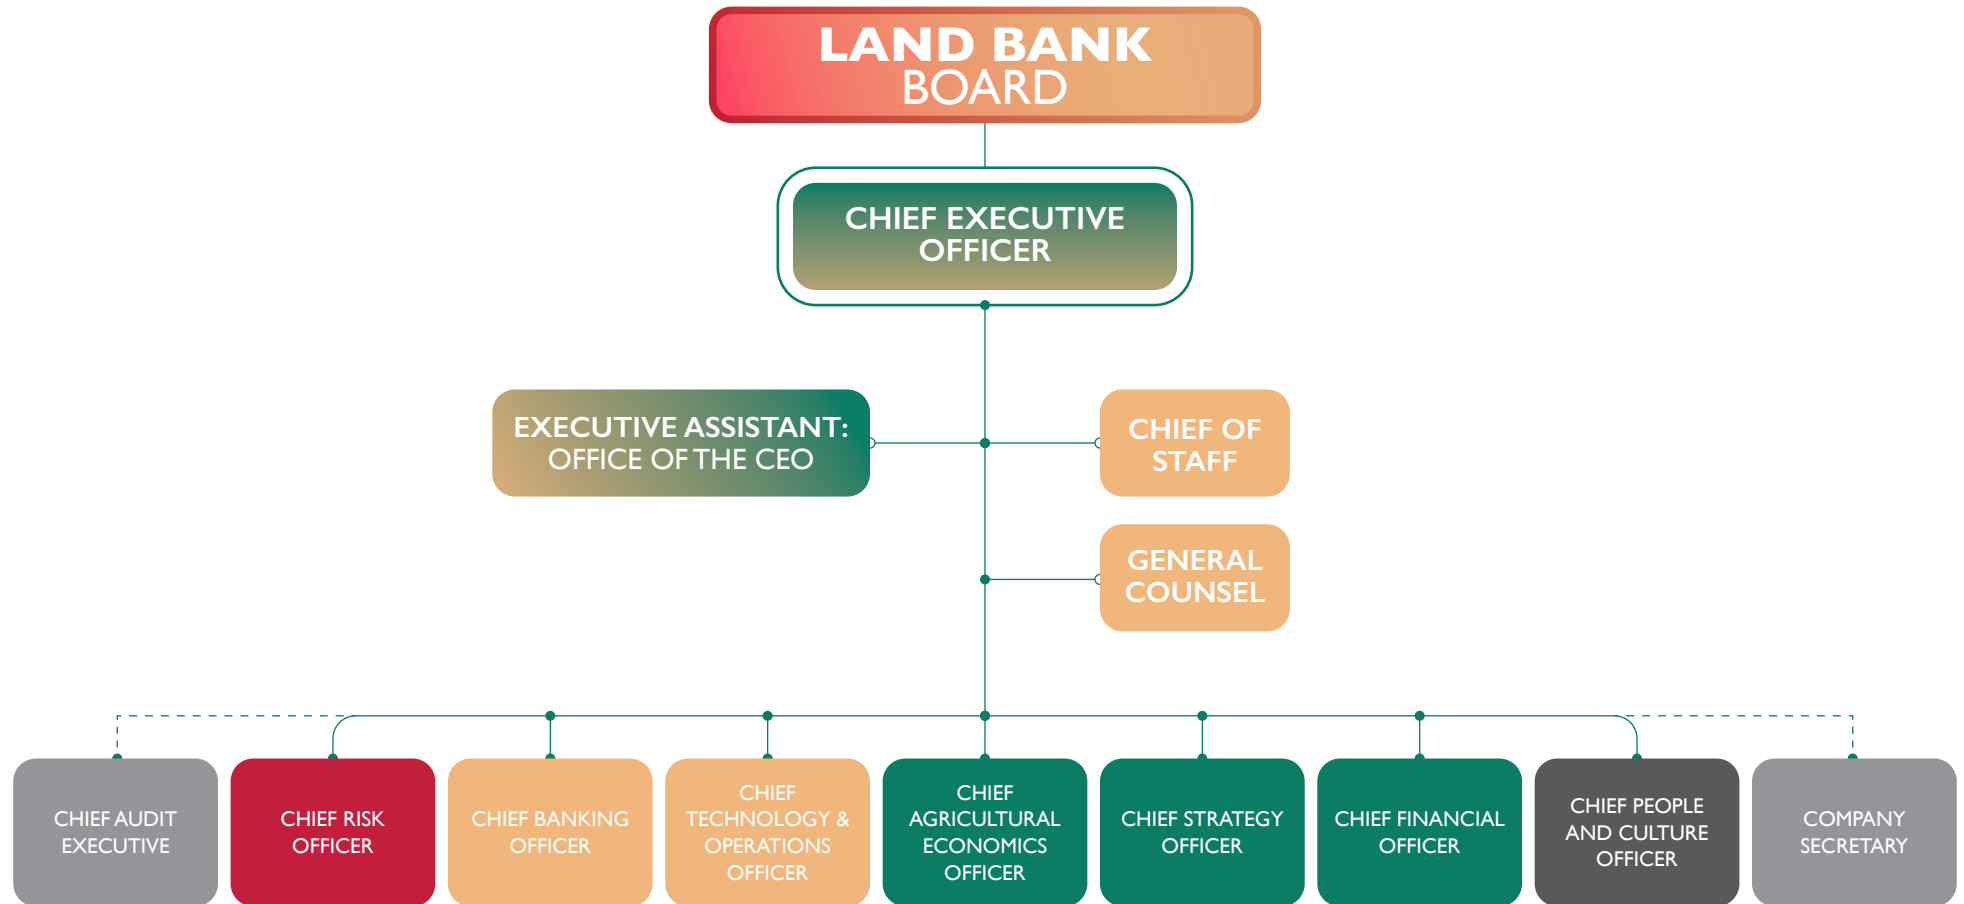 LAND BANK
BOARD
CHIEF EXECUTIVE
OFFICER
EXECUTIVE ASSISTANT:
OFFICE OF THE CEO
CHIEF OF
STAFF
GENERAL
COUNSEL
CHIEF AUDIT
EXECUTIVE
CHIEF RISK
OFFICER
CHIEF BANKING
OFFICER
CHIEF
TECHNOLOGY &
OPERATIONS
OFFICER
CHIEF
AGRICULTURAL
ECONOMICS
OFFICER
CHIEF STRATEGY
OFFICER
CHIEF FINANCIAL
OFFICER
CHIEF PEOPLE
AND CULTURE
OFFICER
COMPANY
SECRETARY